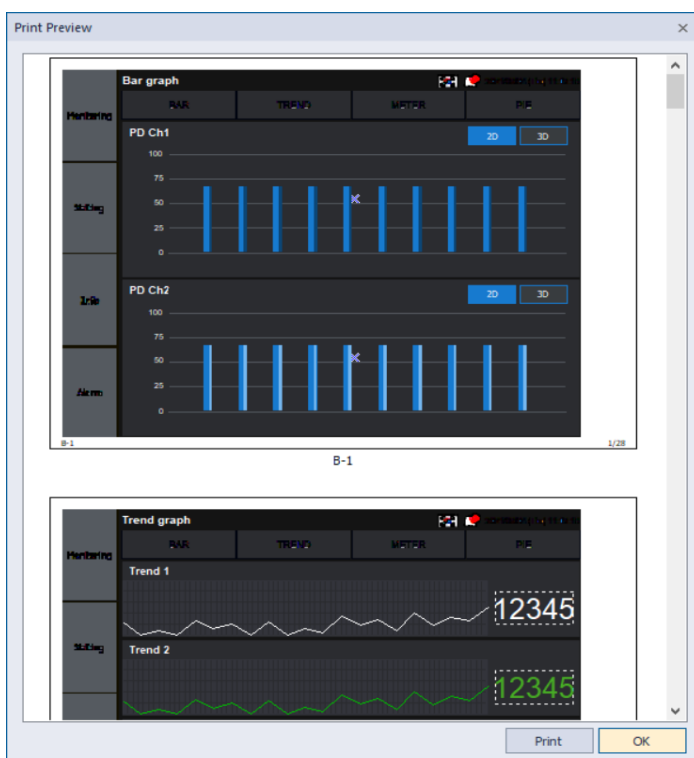 Print Preview
Bar graph
BAR TREND METER PIE
Monitoring
PD Ch1
2D 3D
100
75
50
25
0
Setting
PD Ch2
2D 3D
100
75
50
25
0
Alarm
B-1
1/28
B-1
Trend graph
BAR TREND METER PIE
Monitoring
Trend 1
12345
Setting
Trend 2
12345
Print
OK